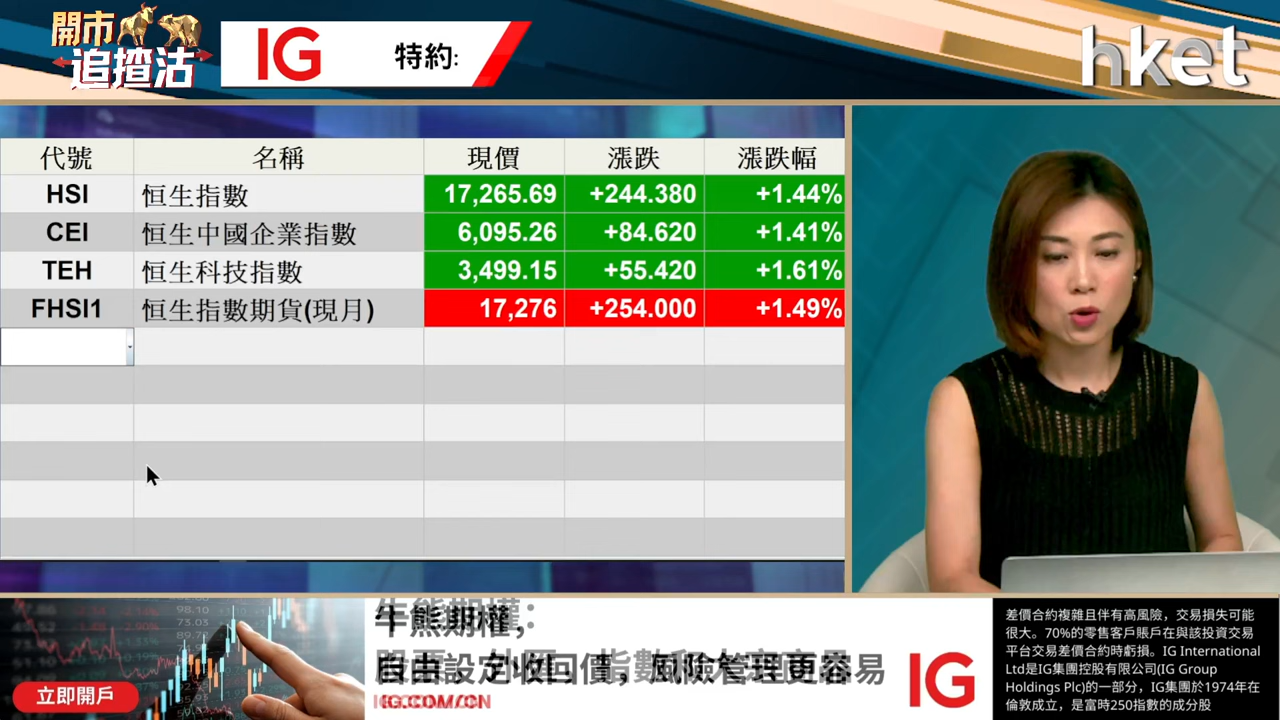 開市
追揸沽
IG
特約:
hket
代號 名稱 現價 漲跌 漲跌幅
HSI 恒生指數 17,265.69 +244.380 +1.44%
CEI 恒生中國企業指數 6,095.26 +84.620 +1.41%
TEH 恒生科技指數 3,499.15 +55.420 +1.61%
FHSI1 恒生指數期貨(現月) 17,276 +254.000 +1.49%
98.10
73.03
立即開戶
牛熊期權，
自由設定收回價，風險管理更容易
IG.COM/CN
IG
差價合約複雜且伴有高風險，交易損失可能
很大。70%的零售客戶賬戶在與該投資交易
平台交易差價合約時虧損。IG International
Ltd是IG集團控股有限公司(IG Group
Holdings Plc)的一部分，IG集團於1974年在
倫敦成立，是富時250指數的成分股